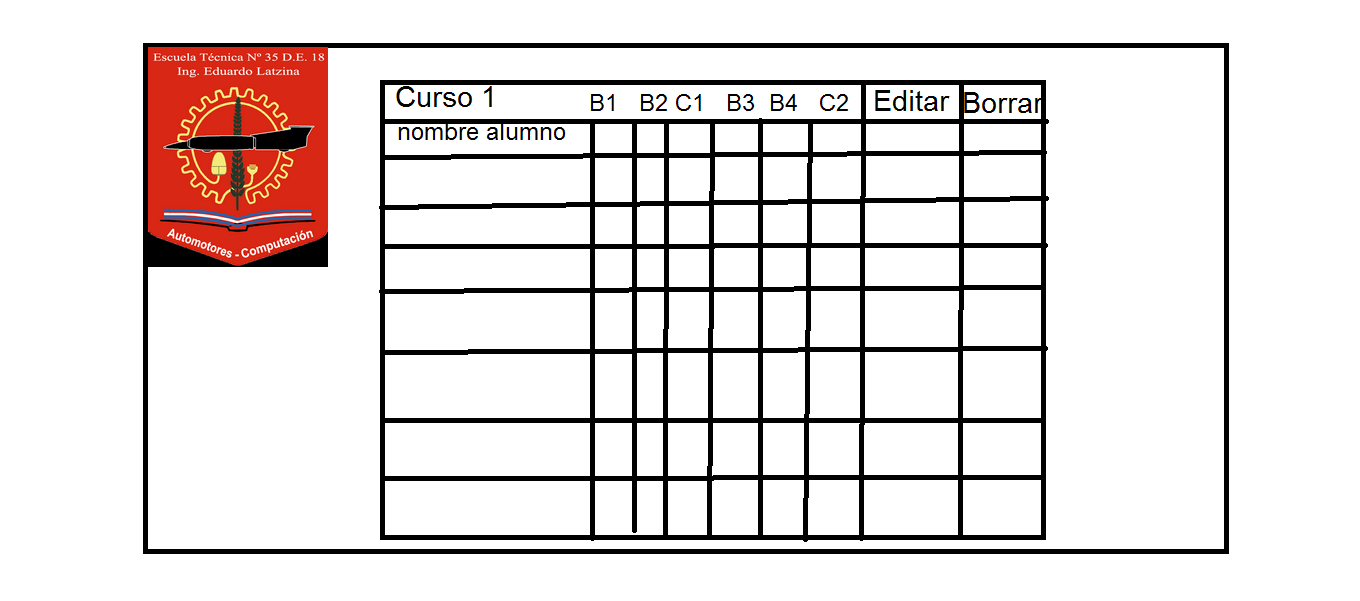 Escuela Técnica Nº 35 D.E. 18
Ing. Eduardo Latzina
Automotores - Computación
Curso 1 B1 B2 C1 B3 B4 C2 Editar Borrar
nombre alumno